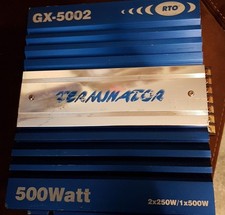 GX-5002
RTO
TERMINATOR
500Watt
2x250W/1x500W